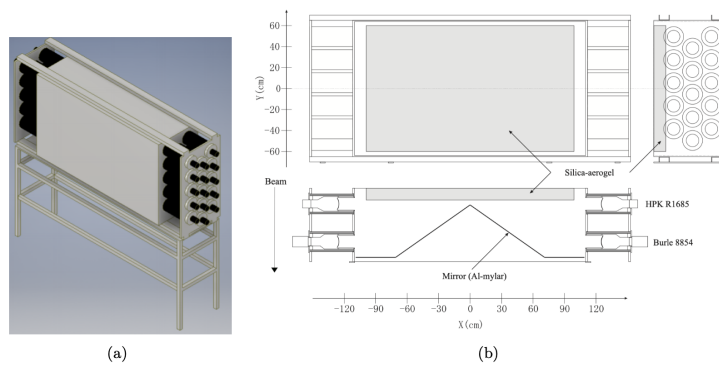 60
40
20
0
−20
−40
−60
Y(cm)
Silica-aerogel
Beam
HPK R1685
Burle 8854
Mirror (Al-mylar)
−120 −90 −60 −30 0 30 60 90 120
X(cm)
(a)
(b)